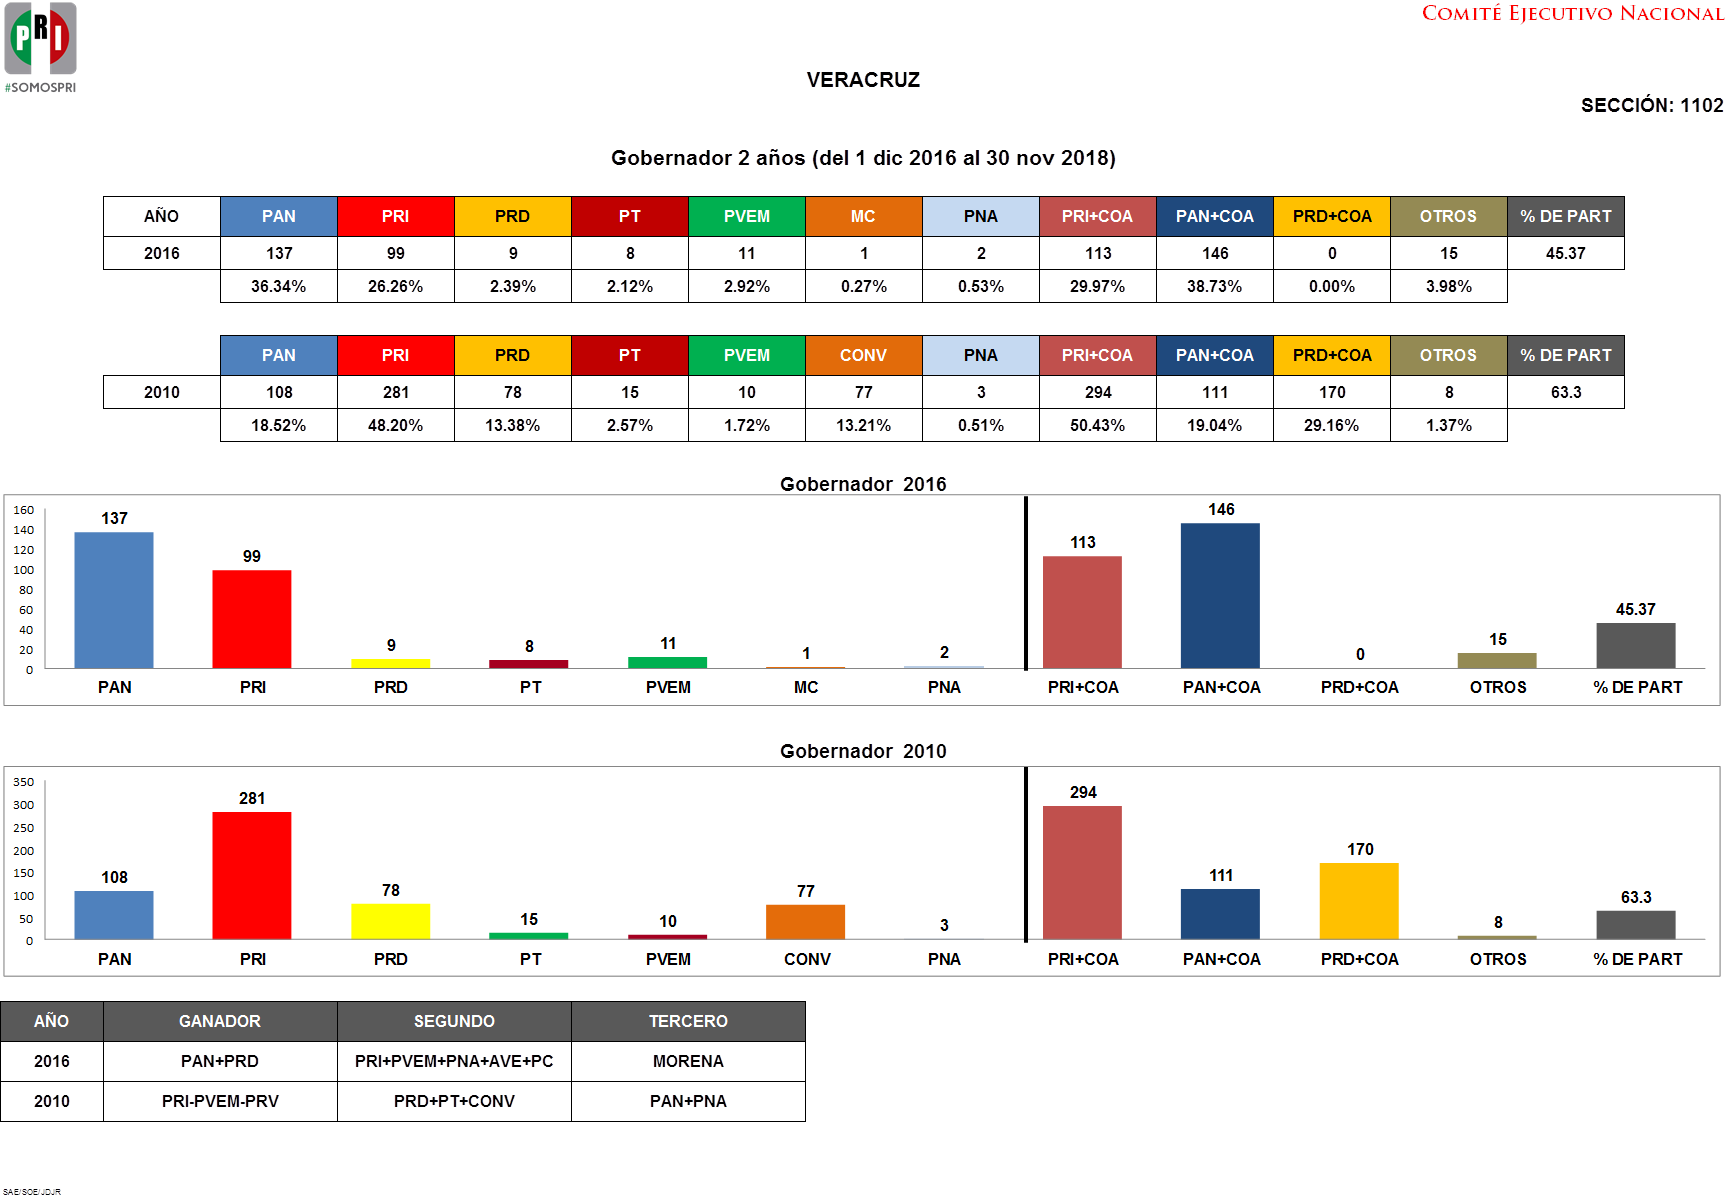 PRI
#SOMOSPRI
COMITÉ EJECUTIVO NACIONAL
VERACRUZ
SECCIÓN: 1102
Gobernador 2 años (del 1 dic 2016 al 30 nov 2018)
AÑO PAN PRI PRD PT PVEM MC PNA PRI+COA PAN+COA PRD+COA OTROS % DE PART
2016 137 99 9 8 11 1 2 113 146 0 15 45.37
36.34% 26.26% 2.39% 2.12% 2.92% 0.27% 0.53% 29.97% 38.73% 0.00% 3.98%
PAN PRI PRD PT PVEM CONV PNA PRI+COA PAN+COA PRD+COA OTROS % DE PART
2010 108 281 78 15 10 77 3 294 111 170 8 63.3
18.52% 48.20% 13.38% 2.57% 1.72% 13.21% 0.51% 50.43% 19.04% 29.16% 1.37%
Gobernador 2016
160
140
120
100
80
60
40
20
0
137 99 9 8 11 1 2 113 146 0 15 45.37
PAN PRI PRD PT PVEM MC PNA PRI+COA PAN+COA PRD+COA OTROS % DE PART
Gobernador 2010
350
300
250
200
150
100
50
0
108 281 78 15 10 77 3 294 111 170 8 63.3
PAN PRI PRD PT PVEM CONV PNA PRI+COA PAN+COA PRD+COA OTROS % DE PART
AÑO GANADOR SEGUNDO TERCERO
2016 PAN+PRD PRI+PVEM+PNA+AVE+PC MORENA
2010 PRI-PVEM-PRV PRD+PT+CONV PAN+PNA
SAE/SOE/JDJR